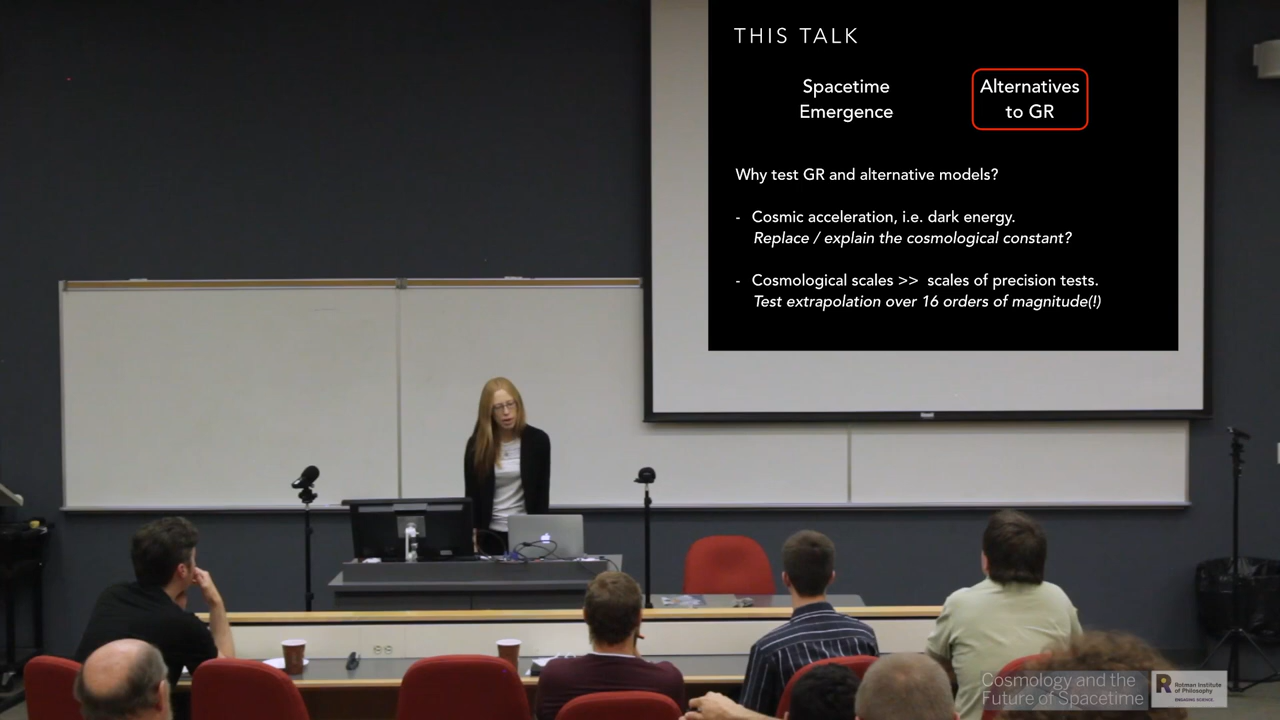 THIS TALK
Spacetime
Emergence
Alternatives
to GR
Why test GR and alternative models?
- Cosmic acceleration, i.e. dark energy.
Replace / explain the cosmological constant?
- Cosmological scales >> scales of precision tests.
Test extrapolation over 16 orders of magnitude(!)
Cosmology and the
Future of Spacetime
R
Rotman Institute
of Philosophy
ENGAGING SCIENCE